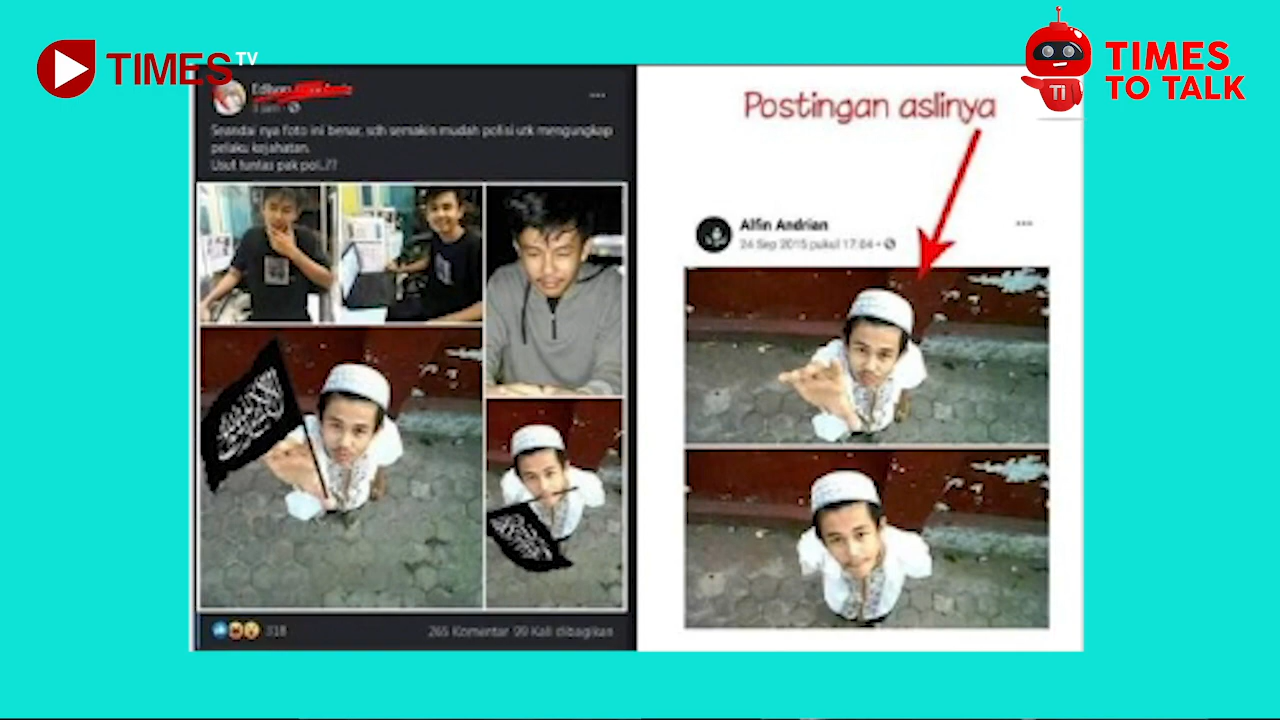 TIMES TV
TIMES
TO TALK
TI
Seandai nya foto ini benar, sdh semakin mudah polisi utk mengungkap
pelaku kejahatan.
Usut tuntas pak pol..??
318
265 Komentar 99 Kali dibagikan
Postingan aslinya
Alfin Andrian
24 Sep 2015 pukul 17.04